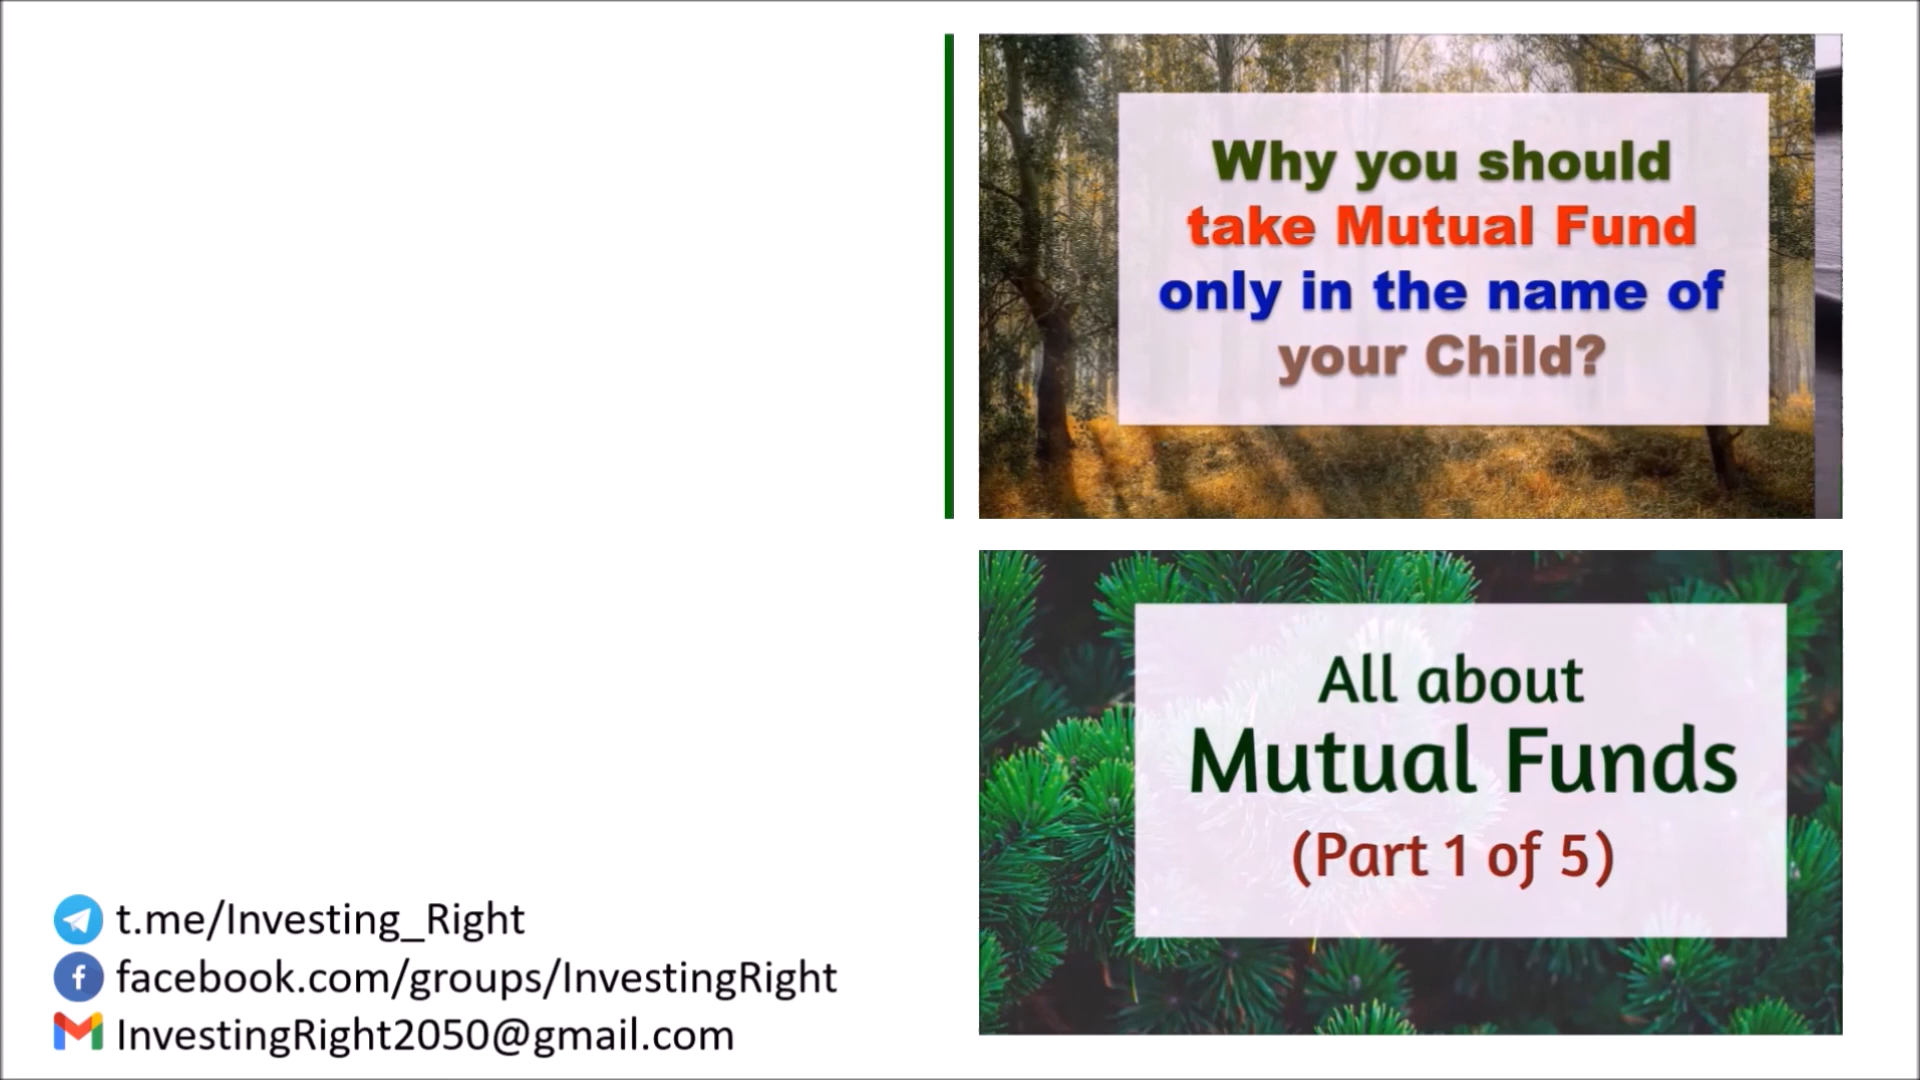 Why you should
take Mutual Fund
only in the name of
your Child?
All about
Mutual Funds
(Part 1 of 5)
t.me/Investing_Right
facebook.com/groups/InvestingRight
InvestingRight2050@gmail.com